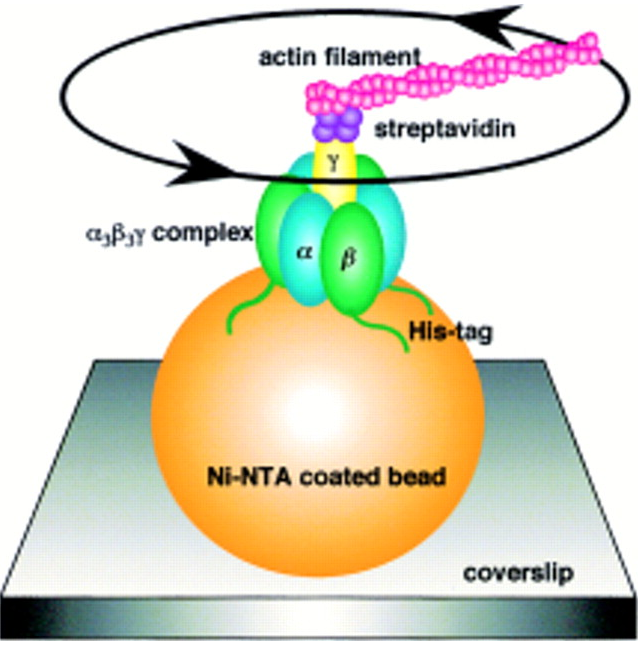 actin filament
streptavidin
γ
α₃β₃γ complex
α
β
His-tag
Ni-NTA coated bead
coverslip